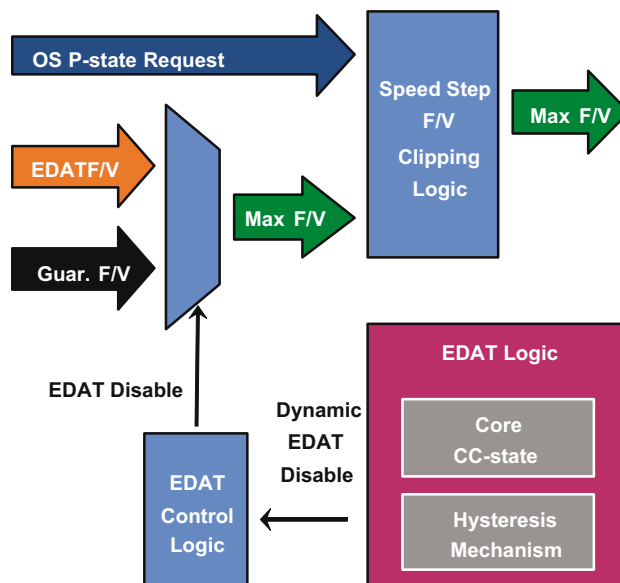 OS P-state Request
Speed Step
F/V
Clipping
Logic
Max F/V
EDATF/V
Max F/V
Guar. F/V
EDAT Disable
EDAT Logic
Dynamic
EDAT
Disable
Core
CC-state
EDAT
Control
Logic
Hysteresis
Mechanism